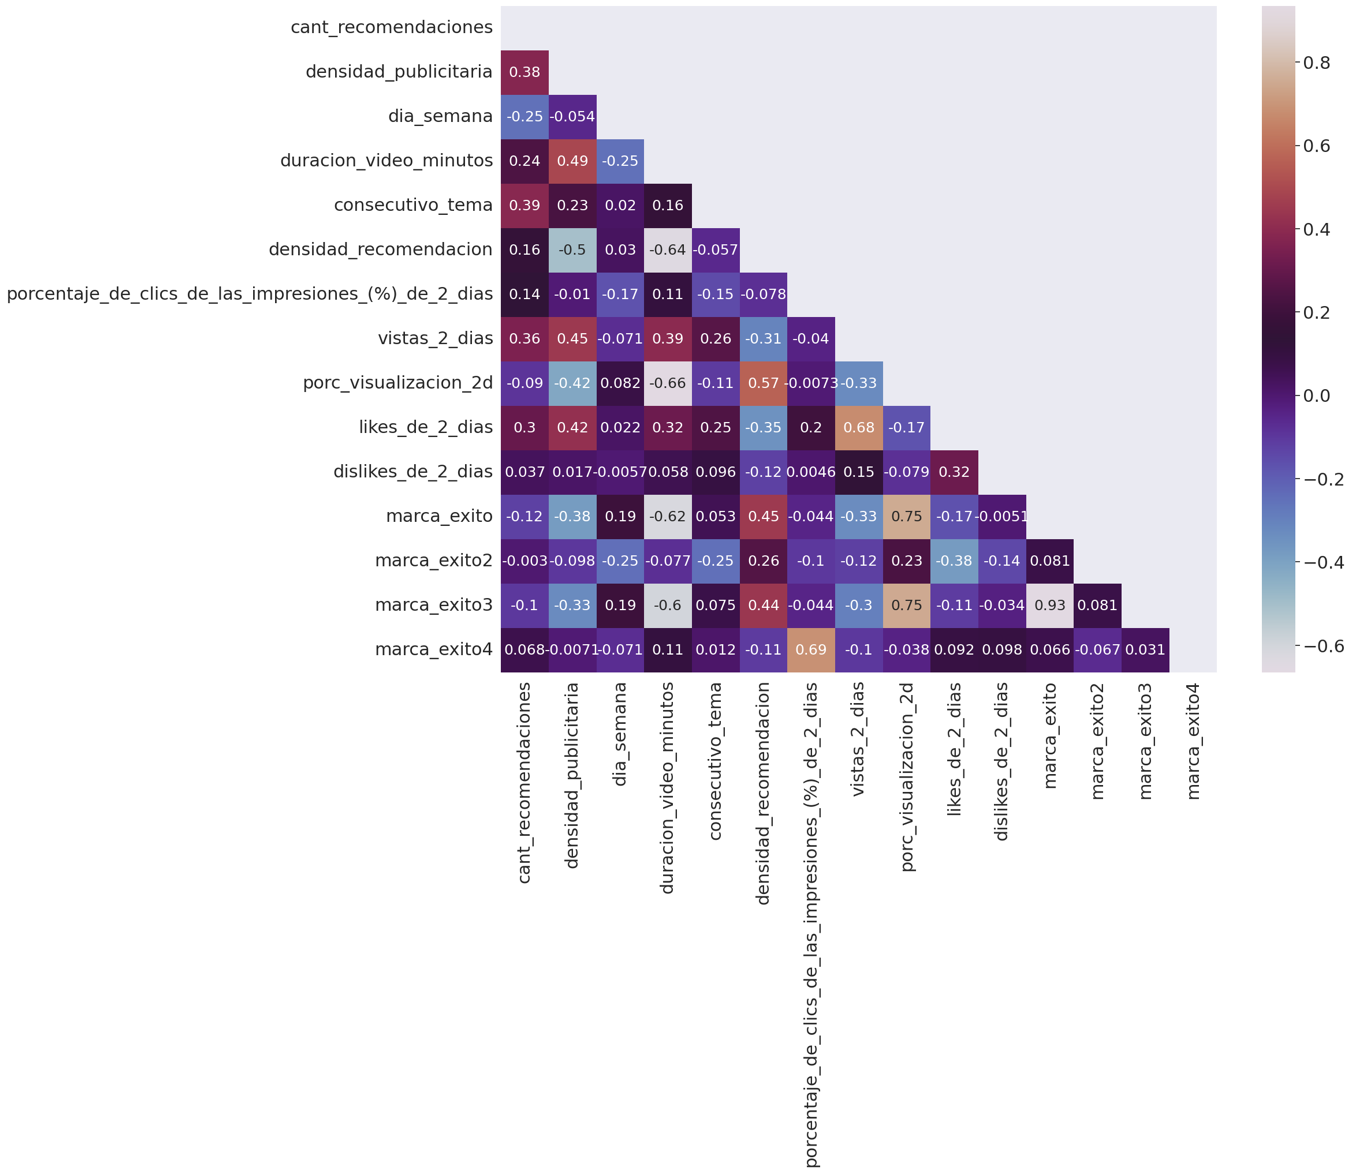 cant_recomendaciones
densidad_publicitaria 0.38
dia_semana -0.25 -0.054
duracion_video_minutos 0.24 0.49 -0.25
consecutivo_tema 0.39 0.23 0.02 0.16
densidad_recomendacion 0.16 -0.5 0.03 -0.64 -0.057
porcentaje_de_clics_de_las_impresiones_(%)_de_2_dias 0.14 -0.01 -0.17 0.11 -0.15 -0.078
vistas_2_dias 0.36 0.45 -0.071 0.39 0.26 -0.31 -0.04
porc_visualizacion_2d -0.09 -0.42 0.082 -0.66 -0.11 0.57 -0.0073 -0.33
likes_de_2_dias 0.3 0.42 0.022 0.32 0.25 -0.35 0.2 0.68 -0.17
dislikes_de_2_dias 0.037 0.017 -0.0057 0.058 0.096 -0.12 0.0046 0.15 -0.079 0.32
marca_exito -0.12 -0.38 0.19 -0.62 0.053 0.45 -0.044 -0.33 0.75 -0.17 -0.0051
marca_exito2 -0.003 -0.098 -0.25 -0.077 -0.25 0.26 -0.1 -0.12 0.23 -0.38 -0.14 0.081
marca_exito3 -0.1 -0.33 0.19 -0.6 0.075 0.44 -0.044 -0.3 0.75 -0.11 -0.034 0.93 0.081
marca_exito4 0.068 -0.0071 -0.071 0.11 0.012 -0.11 0.69 -0.1 -0.038 0.092 0.098 0.066 -0.067 0.031
cant_recomendaciones
densidad_publicitaria
dia_semana
duracion_video_minutos
consecutivo_tema
densidad_recomendacion
porcentaje_de_clics_de_las_impresiones_(%)_de_2_dias
vistas_2_dias
porc_visualizacion_2d
likes_de_2_dias
dislikes_de_2_dias
marca_exito
marca_exito2
marca_exito3
marca_exito4
0.8
0.6
0.4
0.2
0.0
−0.2
−0.4
−0.6